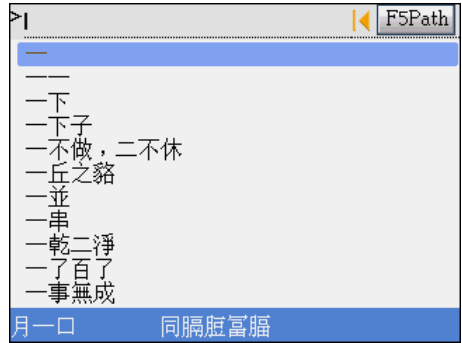 >| F5Path
一
一一
一下
一下子
一不做，二不休
一丘之貉
一並
一串
一乾二淨
一了百了
一事無成
月一口 同膈脰冨腷